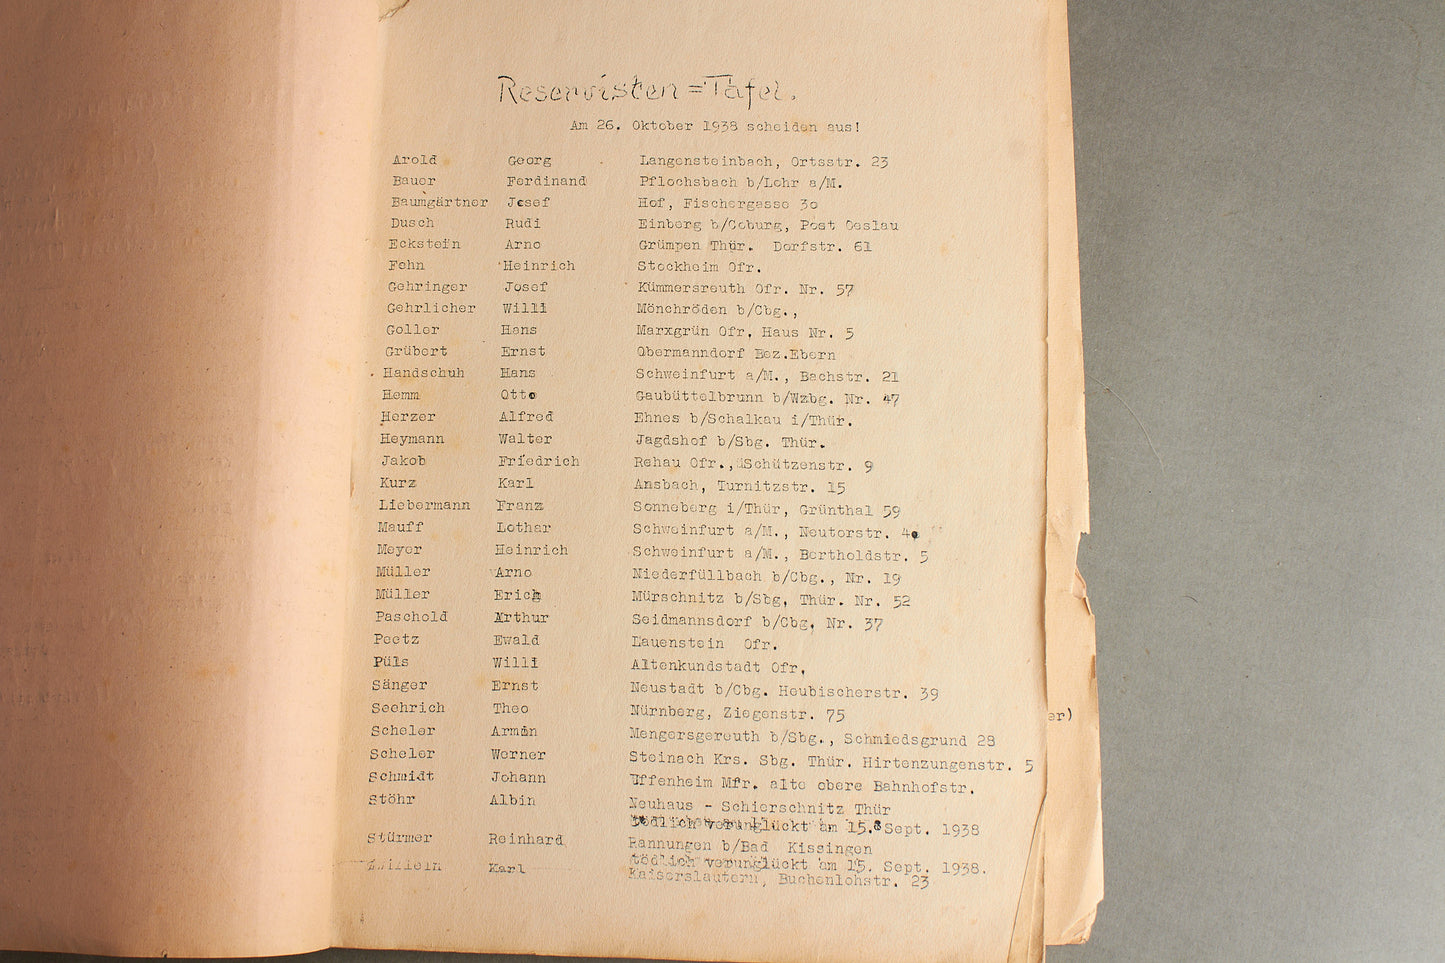 Reservisten = Tafel.
Am 26. Oktober 1938 scheiden aus!
Arold Georg Langensteinbach, Ortsstr. 23
Bauer Ferdinand Pflochsbach b/Lohr a/M.
Baumgärtner Josef Hof, Fischergasse 30
Dusch Rudi Einberg b/Coburg, Post Oeslau
Eckstein Arno Grümpen Thür. Dorfstr. 61
Fehn Heinrich Stockheim Ofr.
Gehringer Josef Kümmersreuth Ofr. Nr. 57
Gehrlicher Willi Mönchröden b/Cbg.,
Goller Hans Marxgrün Ofr, Haus Nr. 5
Grübert Ernst Obermanndorf Bez.Ebern
Handschuh Hans Schweinfurt a/M., Bachstr. 21
Hemm Otto Gaubüttelbrunn b/Wzbg. Nr. 47
Herzer Alfred Ehnes b/Schalkau i/Thür.
Heymann Walter Jagdshof b/Sbg. Thür.
Jakob Friedrich Rehau Ofr., Schützenstr. 9
Kurz Karl Ansbach, Turnitzstr. 15
Liebermann Franz Sonneberg i/Thür, Grünthal 59
Mauff Lothar Schweinfurt a/M., Neutorstr.
Meyer Heinrich Schweinfurt a/M., Bertholdstr. 5
Müller Arno Niederfüllbach b/Cbg., Nr. 19
Müller Erich Mürschnitz b/Sbg, Thür. Nr. 52
Paschold Arthur Seidmannsdorf b/Cbg, Nr. 37
Peetz Ewald Lauenstein Ofr.
Püls Willi Altenkundstadt Ofr,
Sänger Ernst Neustadt b/Cbg. Heubischerstr. 39
Seehrich Theo Nürnberg, Ziegenstr. 75
Scheler Armin Mengersgereuth b/Sbg., Schmiedsgrund 28
Scheler Werner Steinach Krs. Sbg. Thür. Hirtenzungenstr. 5
Schmidt Johann Uffenheim Mfr. alte obere Bahnhofstr.
Stöhr Albin Neuhaus - Schierschnitz Thür
tödlich verunglückt am 15. Sept. 1938
Stürmer Reinhard Rannungen b/Bad Kissingen
tödlich verunglückt am 15. Sept. 1938.
Karl Kaiserslautern, Buchenlohstr. 23
er)